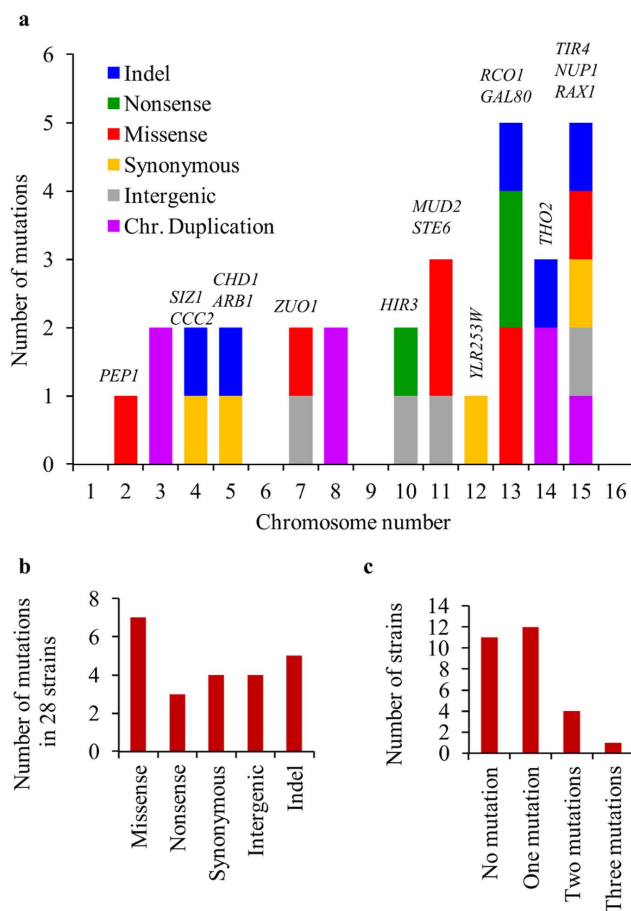 a
Number of mutations
6
5
4
3
2
1
0
Indel
Nonsense
Missense
Synonymous
Intergenic
Chr. Duplication
PEP1
SIZ1
CCC2
CHD1
ARB1
ZUO1
HIR3
MUD2
STE6
YLR253W
RCO1
GAL80
THO2
TIR4
NUP1
RAX1
1 2 3 4 5 6 7 8 9 10 11 12 13 14 15 16
Chromosome number
b
Number of mutations
in 28 strains
8
6
4
2
0
Missense
Nonsense
Synonymous
Intergenic
Indel
c
Number of strains
14
12
10
8
6
4
2
0
No mutation
One mutation
Two mutations
Three mutations